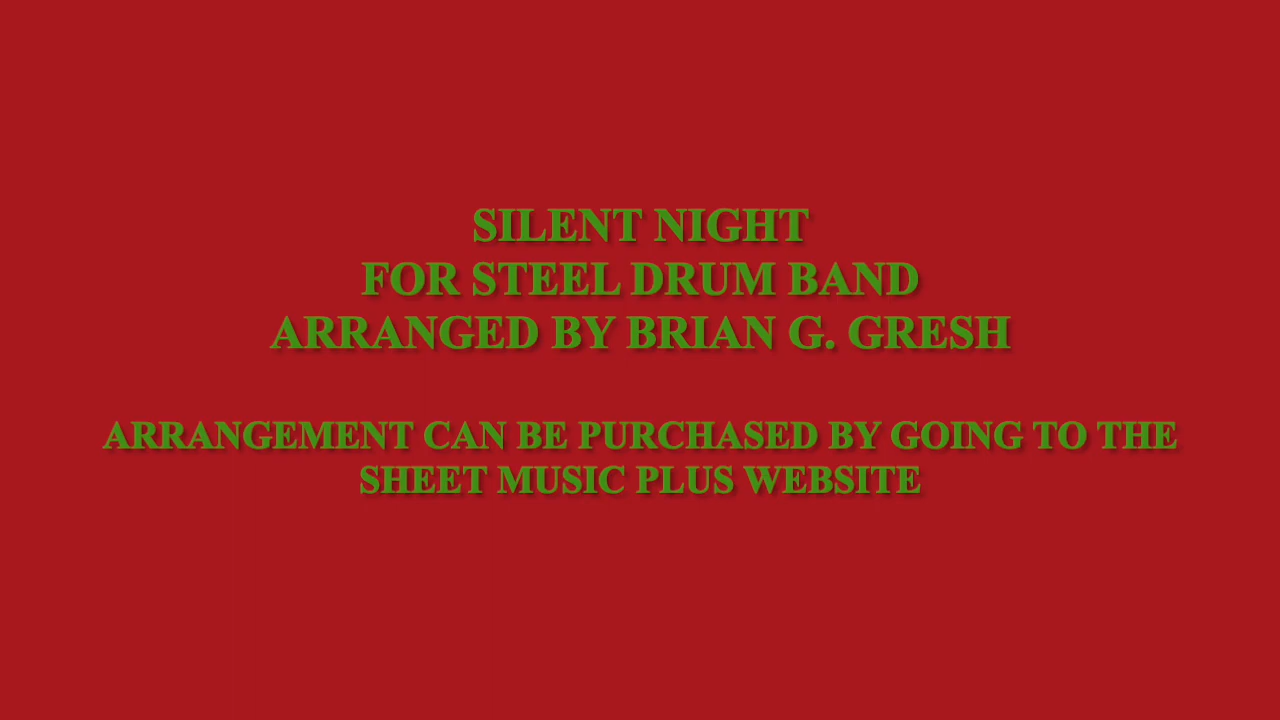 SILENT NIGHT
FOR STEEL DRUM BAND
ARRANGED BY BRIAN G. GRESH
ARRANGEMENT CAN BE PURCHASED BY GOING TO THE
SHEET MUSIC PLUS WEBSITE